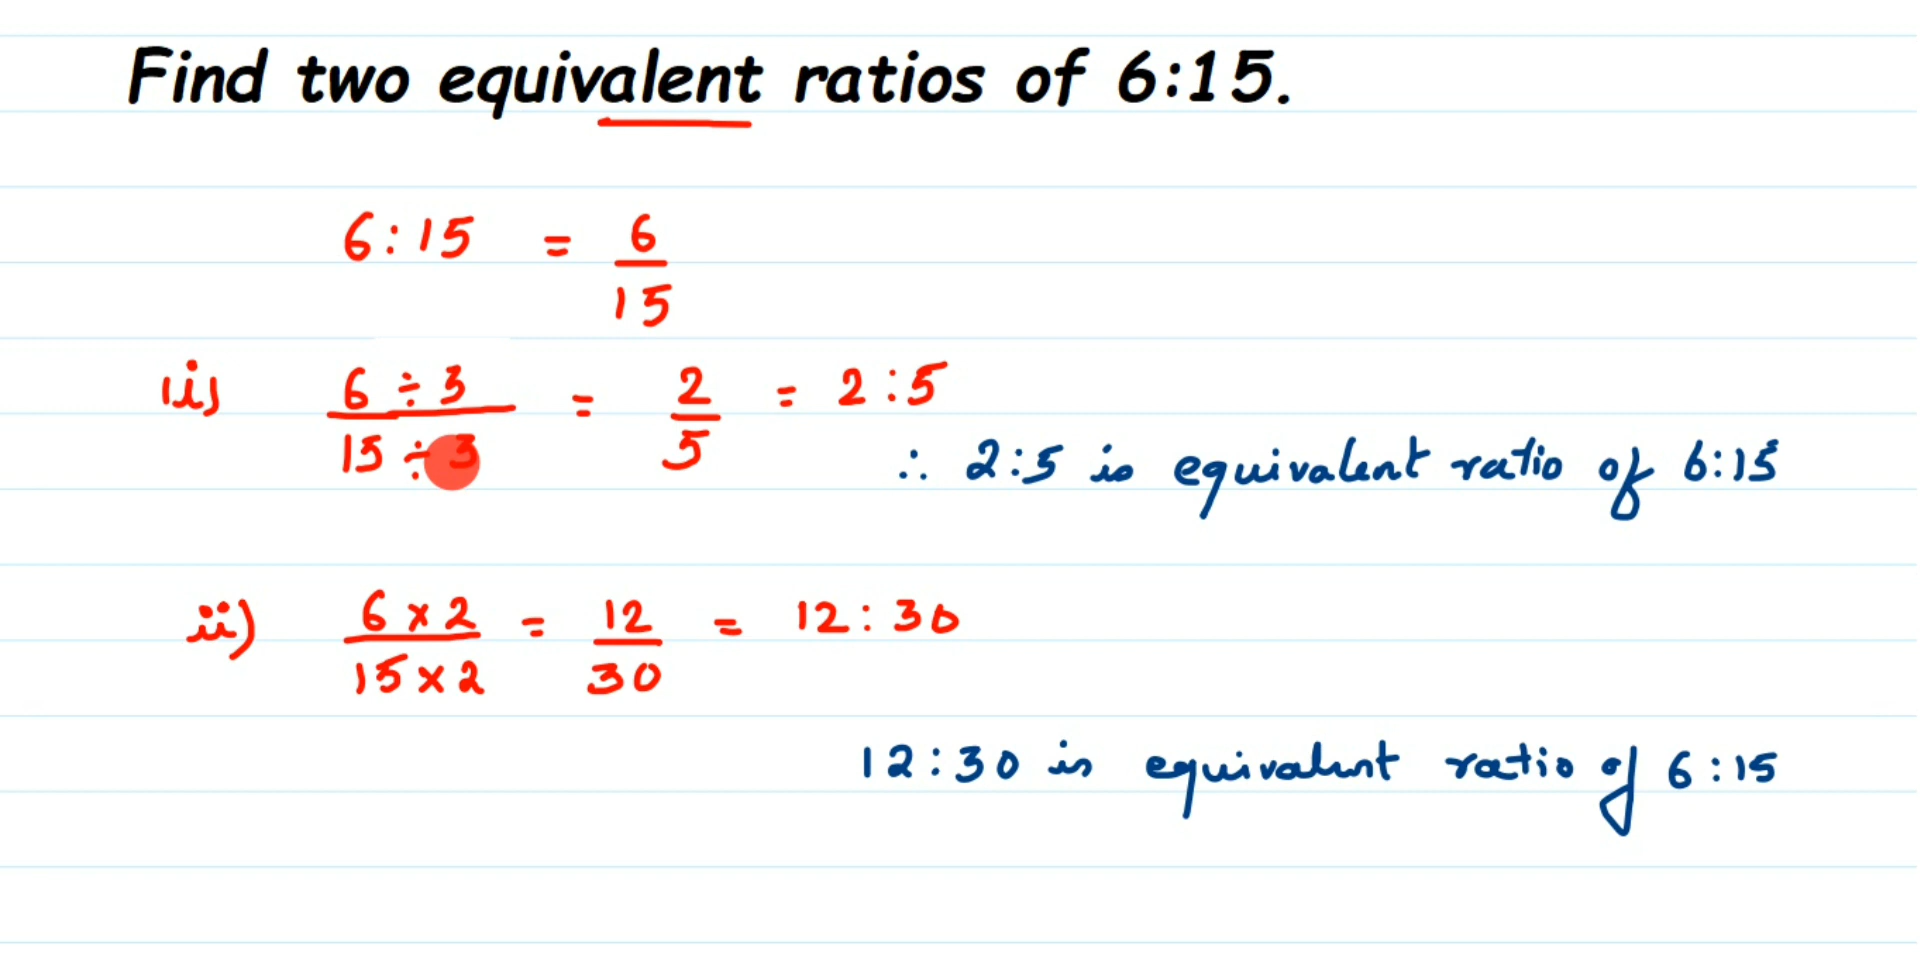 Find two equivalent ratios of 6:15.
6:15 = 6/15
(i) 6 ÷ 3 / 15 ÷ 3 = 2/5 = 2:5
∴ 2:5 is equivalent ratio of 6:15
ii) 6 × 2 / 15 × 2 = 12/30 = 12:30
12:30 is equivalent ratio of 6:15